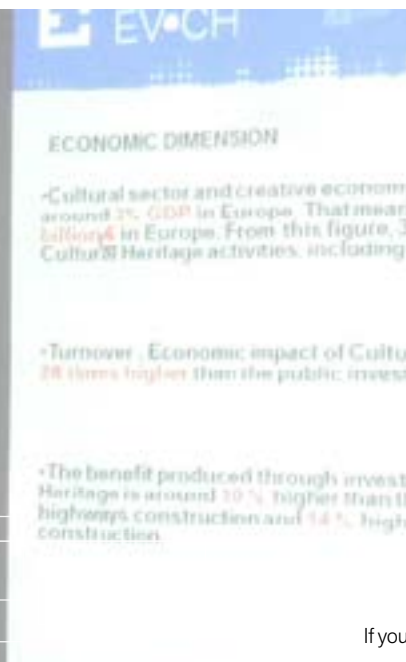 EV•CH
ECONOMIC DIMENSION
•Cultural sector and creative econom
around 3% GDP in Europe. That mear
billion€ in Europe. From this figure, 3
Cultural Heritage activities, including
•Turnover. Economic impact of Cultu
28 times higher than the public invest
•The benefit produced through invest
Heritage is around 10 % higher than t
highways construction and 14 % high
construction
If you